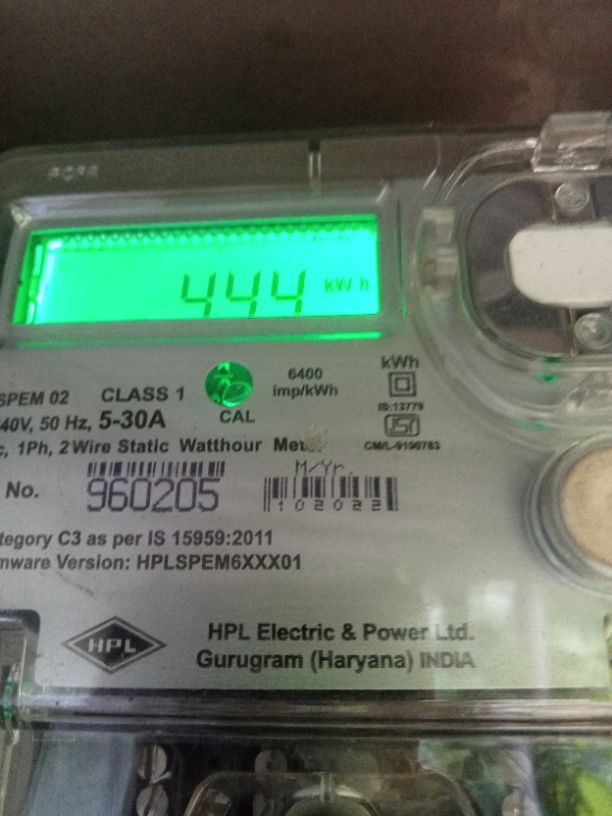 444 kWh
SPEM 02 CLASS 1
6400
imp/kWh
kWh
40V, 50 Hz, 5-30A
CAL
IS:13779
ISI
CM/L-9190783
c, 1Ph, 2 Wire Static Watthour Meter
No.
960205
M/Yr.
102022
tegory C3 as per IS 15959:2011
mware Version: HPLSPEM6XXX01
HPL
HPL Electric & Power Ltd.
Gurugram (Haryana) INDIA